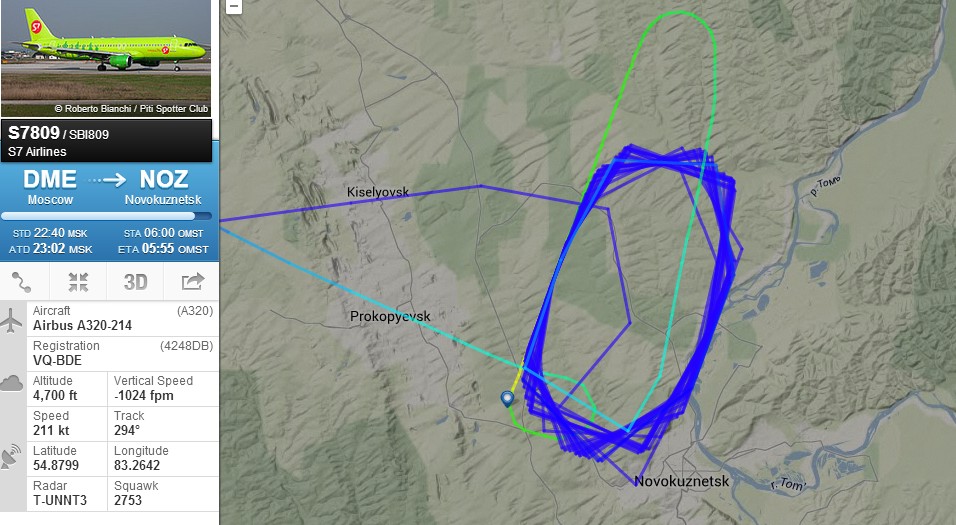 © Roberto Bianchi / Piti Spotter Club
S7809 / SBI809
S7 Airlines
DME NOZ
Moscow Novokuznetsk
STD 22:40 MSK STA 06:00 OMST
ATD 23:02 MSK ETA 05:55 OMST
3D
Aircraft (A320)
Airbus A320-214
Registration (4248DB)
VQ-BDE
Altitude Vertical Speed
4,700 ft -1024 fpm
Speed Track
211 kt 294°
Latitude Longitude
54.8799 83.2642
Radar Squawk
T-UNNT3 2753
Kiselyovsk
Prokopyevsk
Novokuznetsk
р. Томь
г. Томь